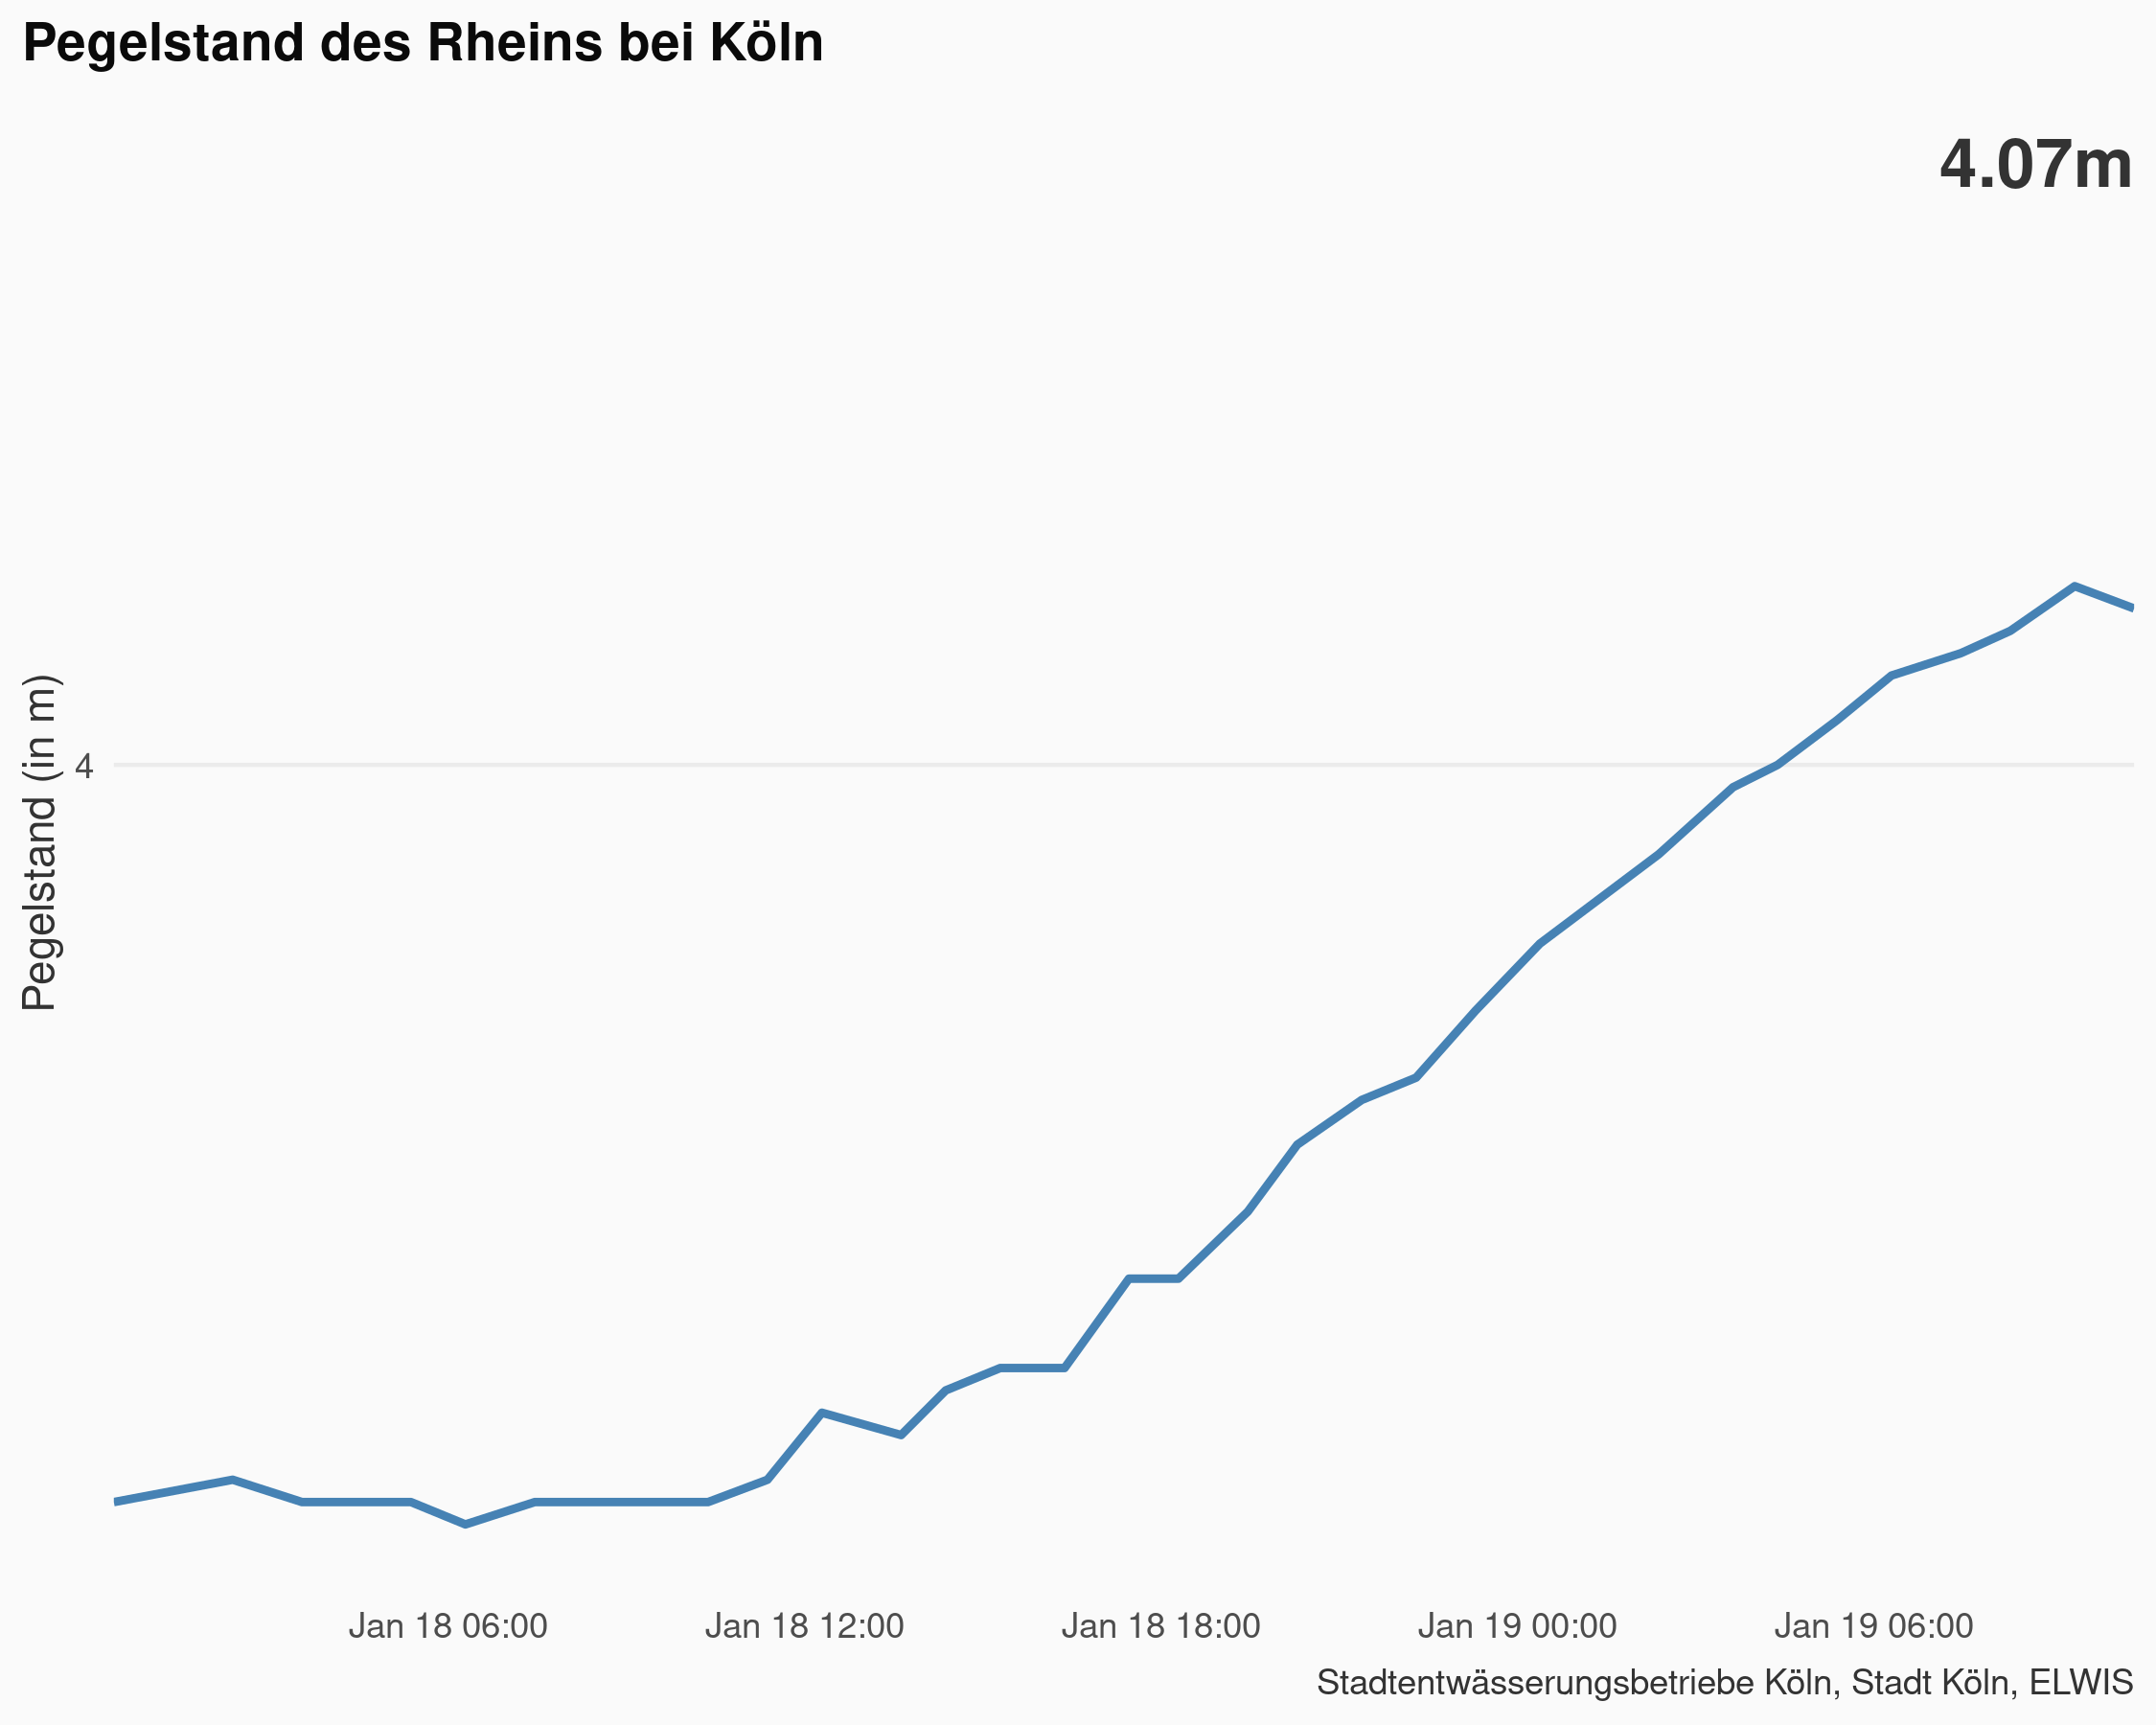 Pegelstand des Rheins bei Köln
4.07m
Pegelstand (in m)
4
Jan 18 06:00
Jan 18 12:00
Jan 18 18:00
Jan 19 00:00
Jan 19 06:00
Stadtentwässerungsbetriebe Köln, Stadt Köln, ELWIS